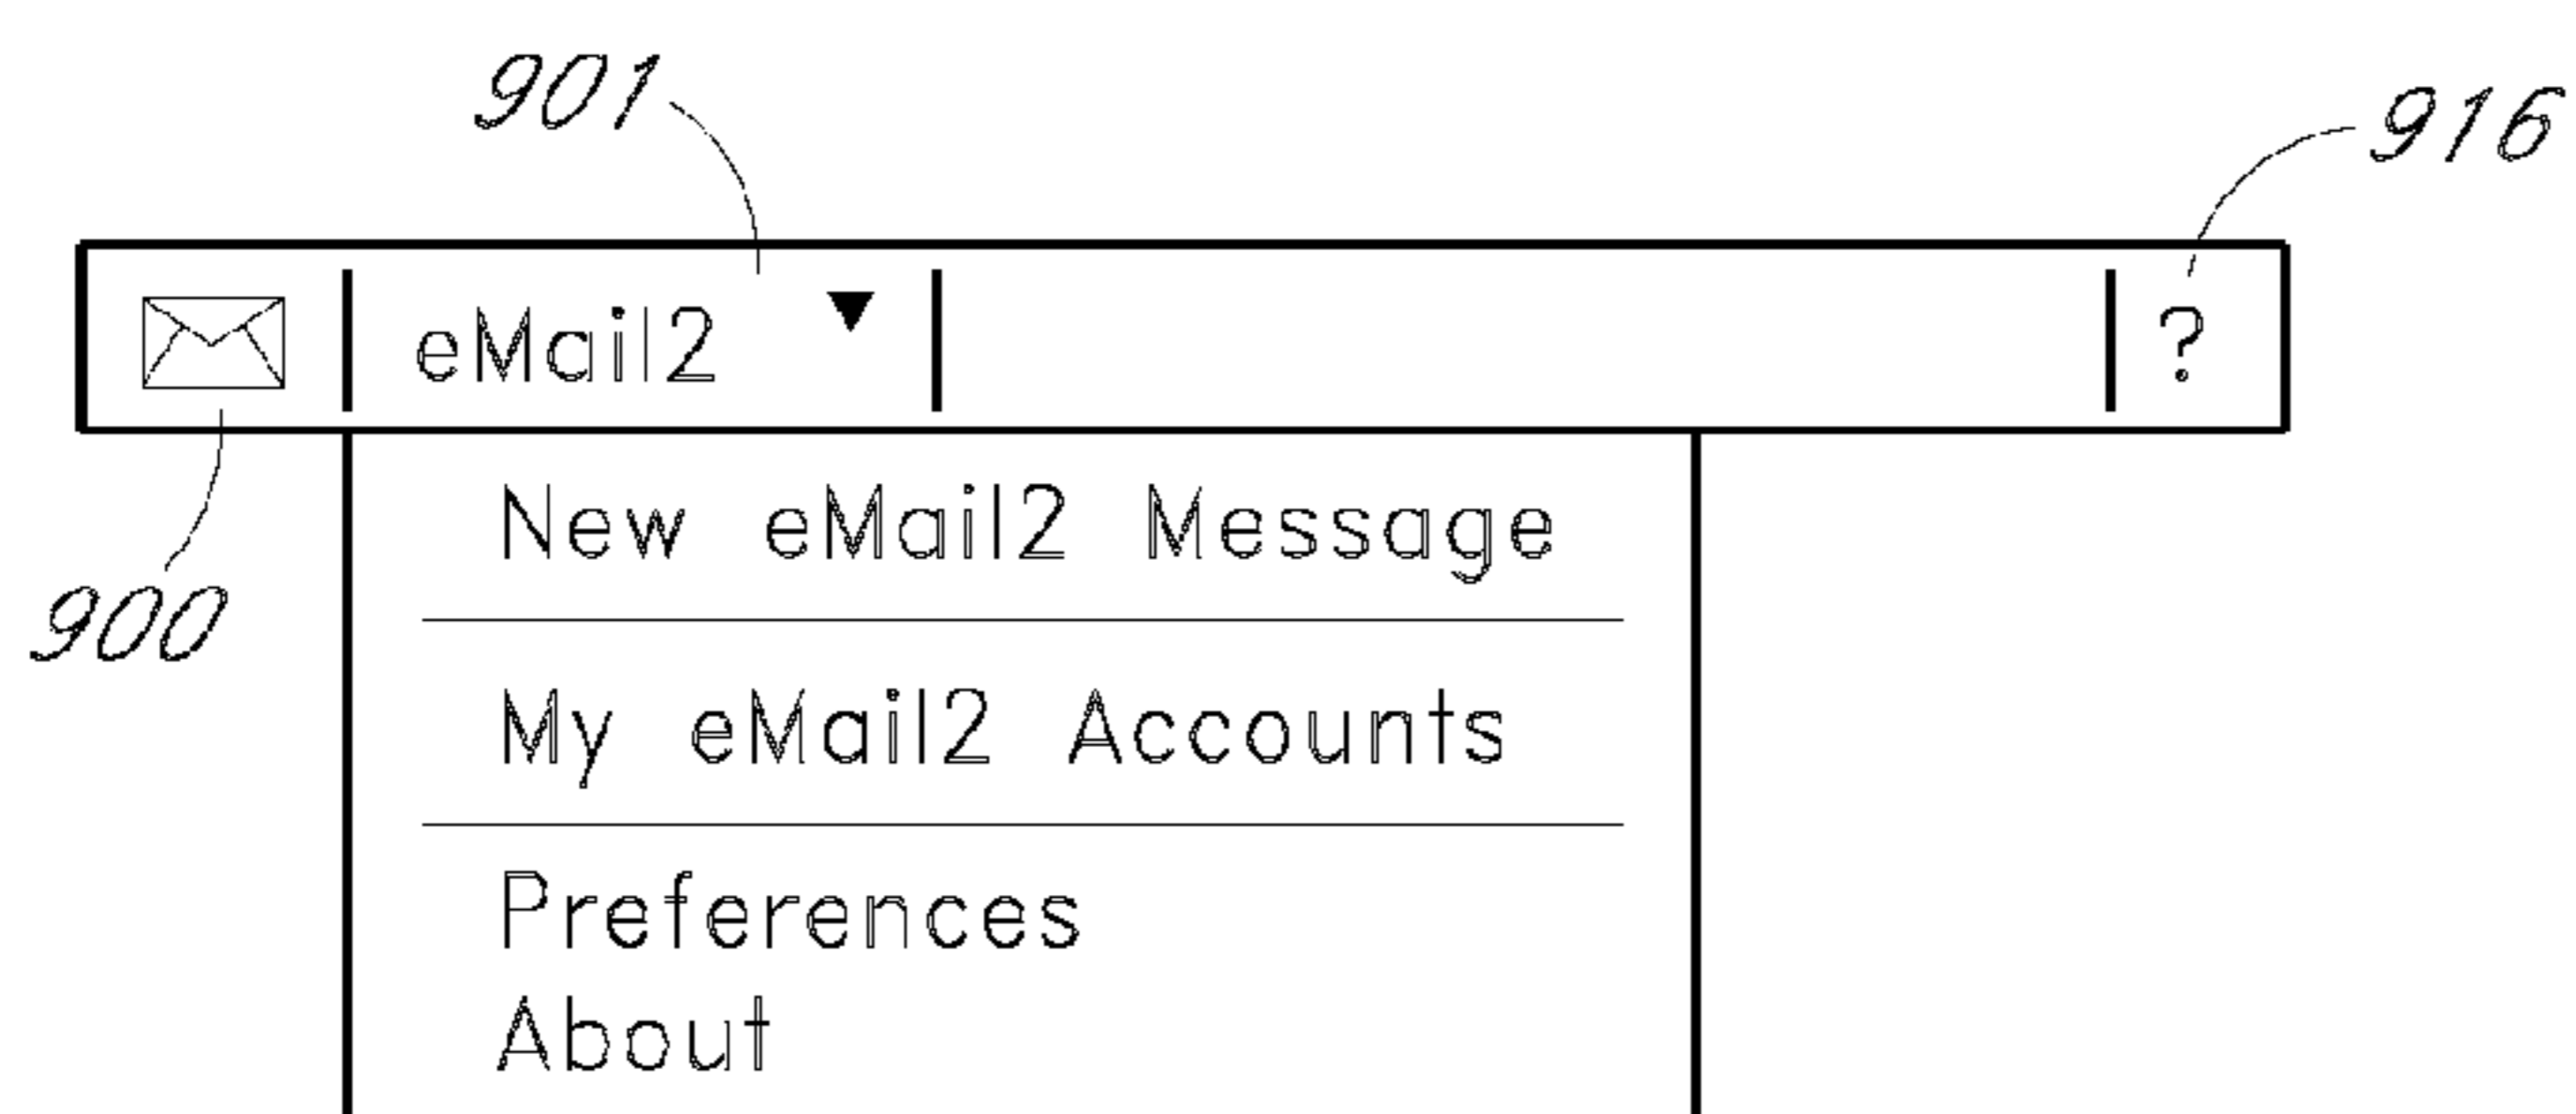 901
916
eMail2 ?
900
New eMail2 Message
My eMail2 Accounts
Preferences
About